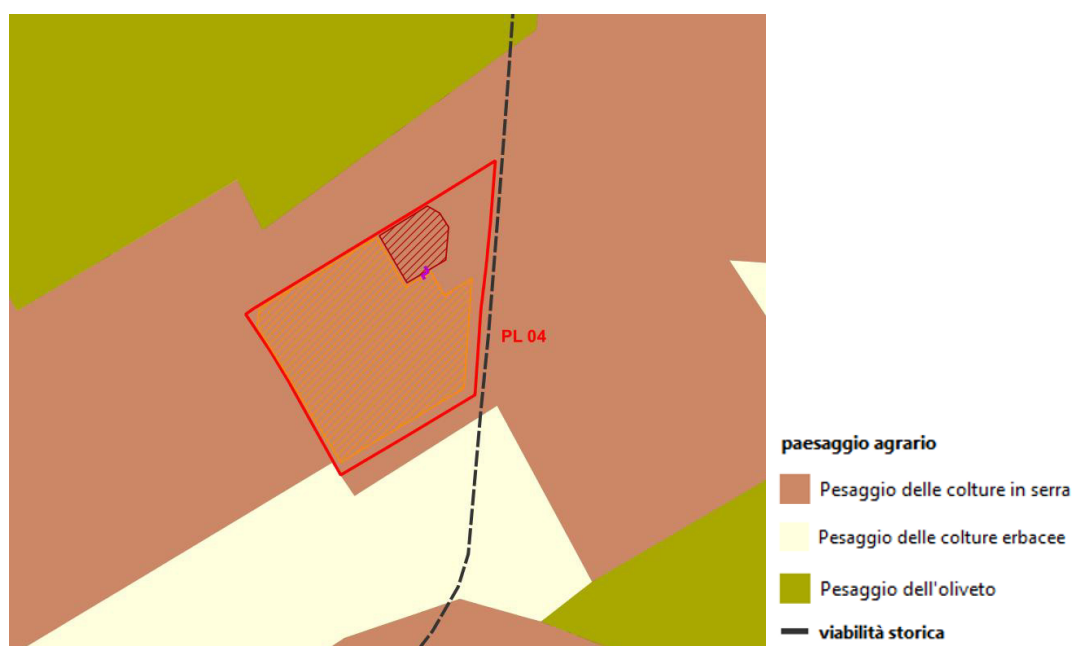 PL 04
paesaggio agrario
Pesaggio delle colture in serra
Pesaggio delle colture erbacee
Pesaggio dell'oliveto
viabilità storica